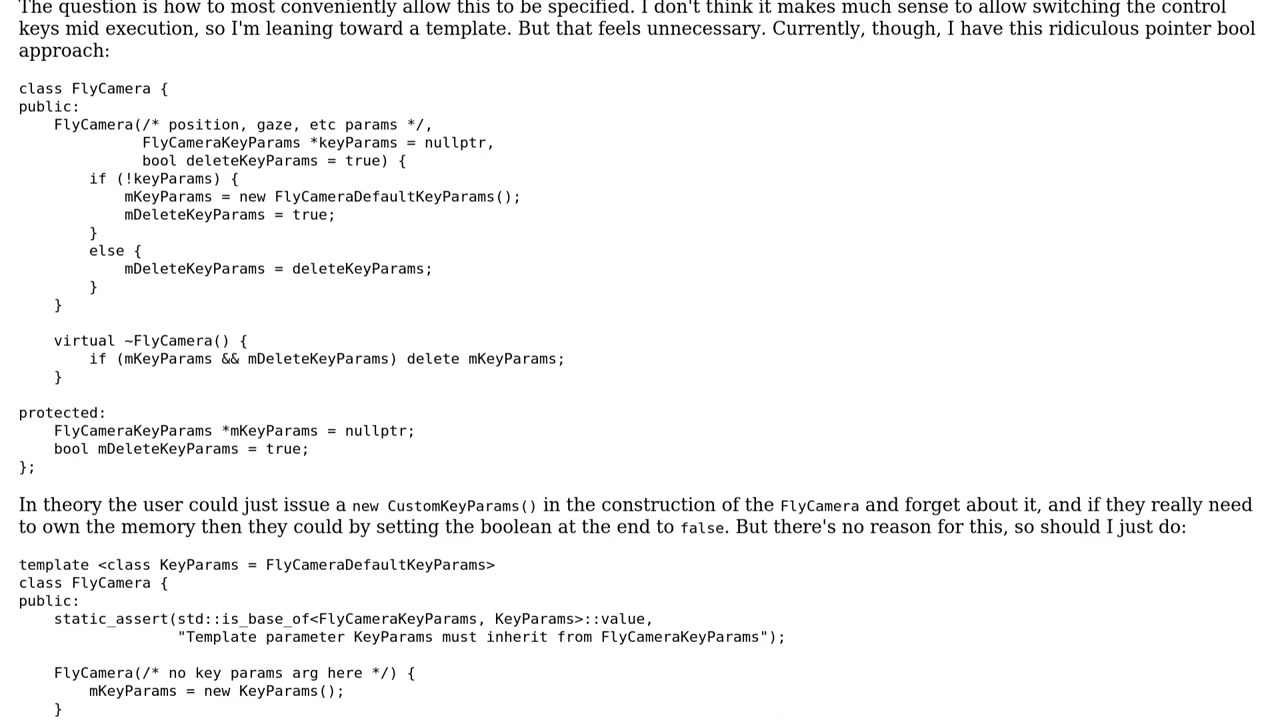 The question is how to most conveniently allow this to be specified. I don't think it makes much sense to allow switching the control
keys mid execution, so I'm leaning toward a template. But that feels unnecessary. Currently, though, I have this ridiculous pointer bool
approach:
class FlyCamera {
public:
    FlyCamera(/* position, gaze, etc params */,
              FlyCameraKeyParams *keyParams = nullptr,
              bool deleteKeyParams = true) {
        if (!keyParams) {
            mKeyParams = new FlyCameraDefaultKeyParams();
            mDeleteKeyParams = true;
        }
        else {
            mDeleteKeyParams = deleteKeyParams;
        }
    }
    virtual ~FlyCamera() {
        if (mKeyParams && mDeleteKeyParams) delete mKeyParams;
    }
protected:
    FlyCameraKeyParams *mKeyParams = nullptr;
    bool mDeleteKeyParams = true;
};
In theory the user could just issue a new CustomKeyParams() in the construction of the FlyCamera and forget about it, and if they really need
to own the memory then they could by setting the boolean at the end to false. But there's no reason for this, so should I just do:
template <class KeyParams = FlyCameraDefaultKeyParams>
class FlyCamera {
public:
    static_assert(std::is_base_of<FlyCameraKeyParams, KeyParams>::value,
                  "Template parameter KeyParams must inherit from FlyCameraKeyParams");
    FlyCamera(/* no key params arg here */) {
        mKeyParams = new KeyParams();
    }